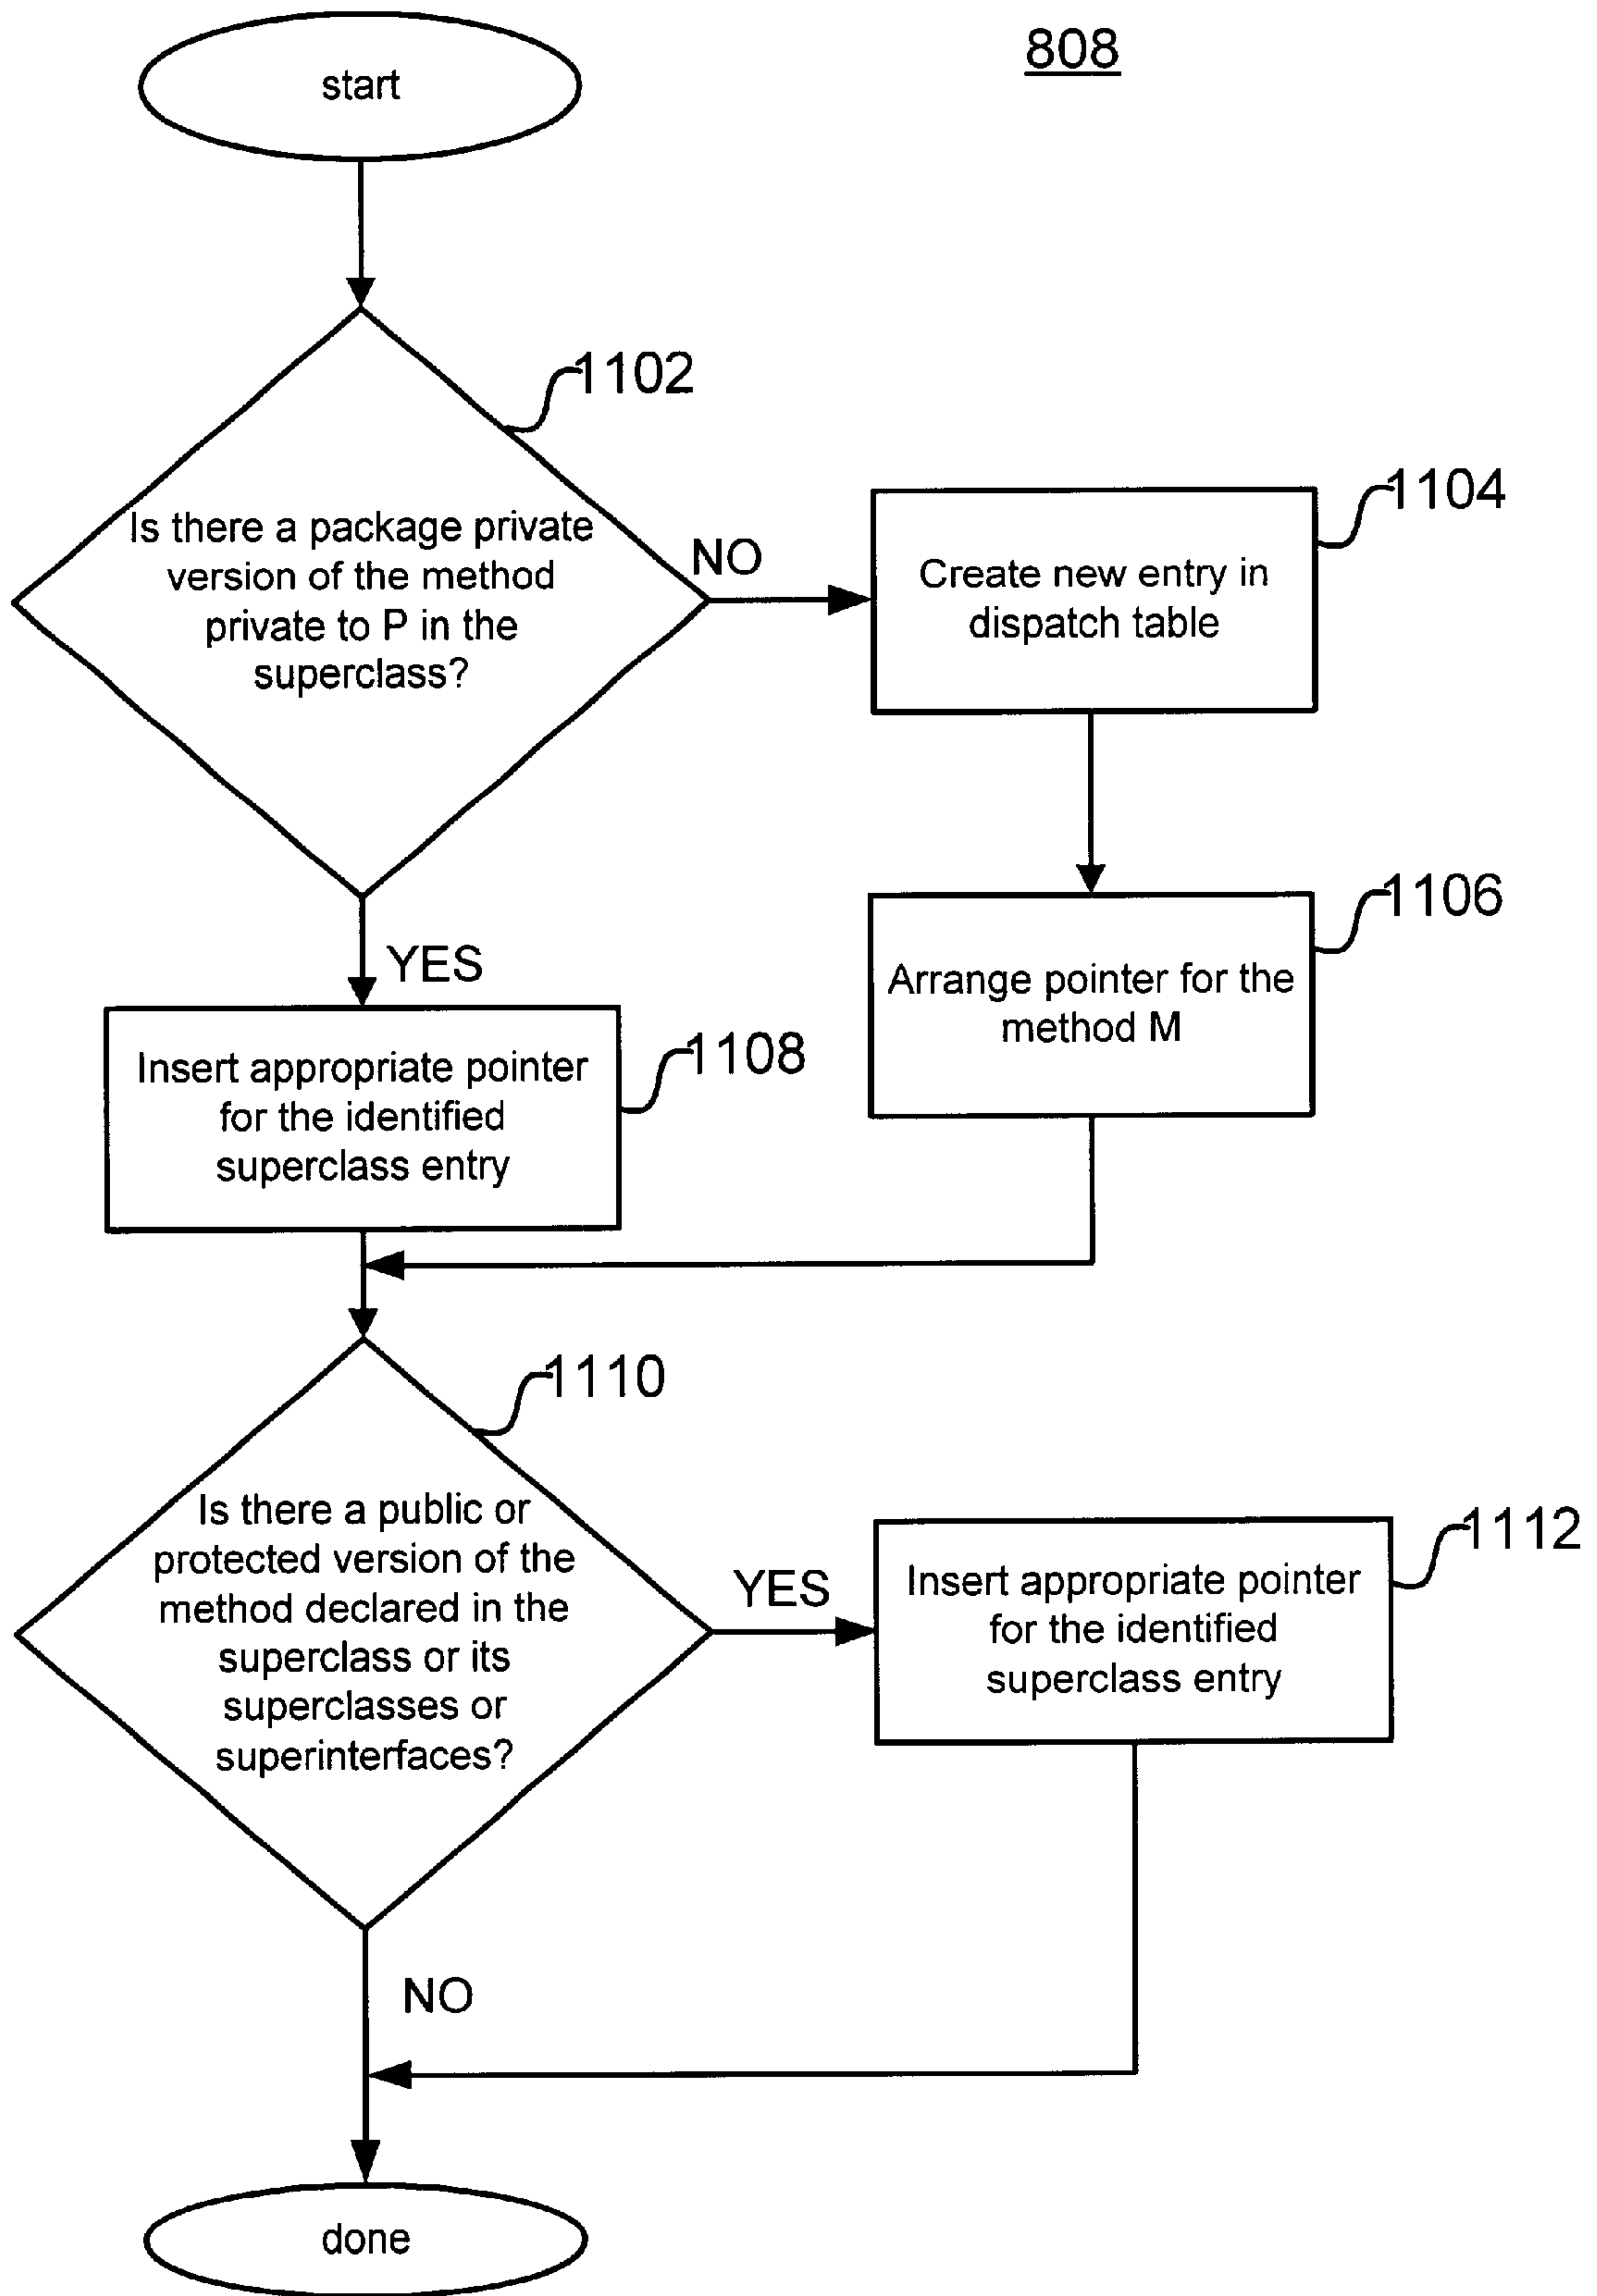 808
start
1102
Is there a package private
version of the method
private to P in the
superclass?
NO
1104
Create new entry in
dispatch table
1106
Arrange pointer for the
method M
YES
1108
Insert appropriate pointer
for the identified
superclass entry
1110
Is there a public or
protected version of the
method declared in the
superclass or its
superclasses or
superinterfaces?
YES
1112
Insert appropriate pointer
for the identified
superclass entry
NO
done